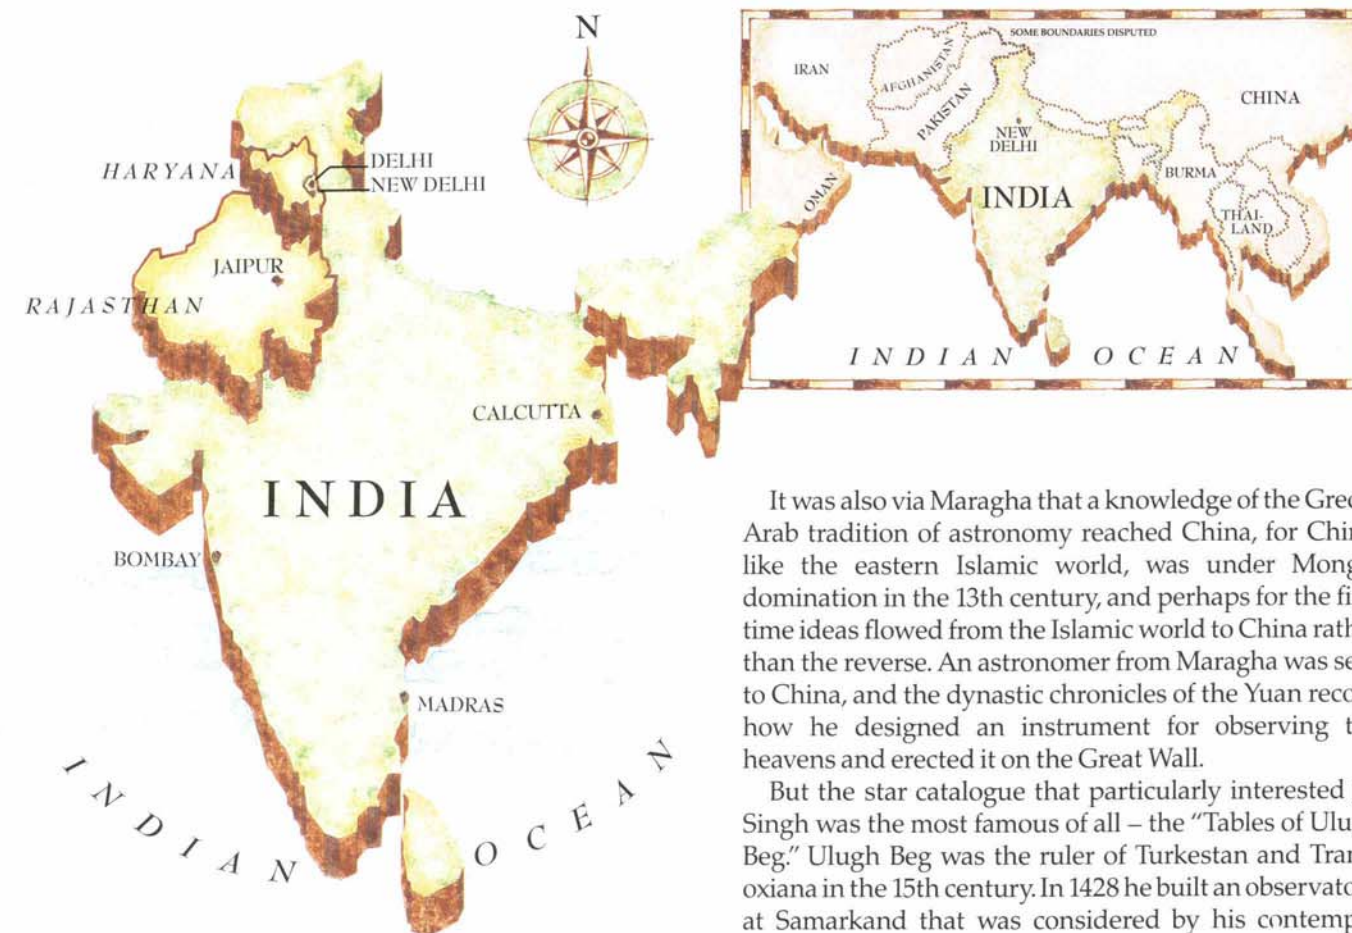 N
HARYANA
DELHI
NEW DELHI
JAIPUR
RAJASTHAN
CALCUTTA
INDIA
BOMBAY
MADRAS
INDIAN OCEAN
SOME BOUNDARIES DISPUTED
IRAN
AFGHANISTAN
PAKISTAN
CHINA
NEW
DELHI
INDIA
BURMA
OMAN
THAI-
LAND
INDIAN OCEAN
It was also via Maragha that a knowledge of the Grec
Arab tradition of astronomy reached China, for Chin
like the eastern Islamic world, was under Mong
domination in the 13th century, and perhaps for the fi
time ideas flowed from the Islamic world to China rath
than the reverse. An astronomer from Maragha was se
to China, and the dynastic chronicles of the Yuan reco
how he designed an instrument for observing t
heavens and erected it on the Great Wall.
But the star catalogue that particularly interested
Singh was the most famous of all – the "Tables of Ulu
Beg." Ulugh Beg was the ruler of Turkestan and Tran
oxiana in the 15th century. In 1428 he built an observato
at Samarkand that was considered by his contemp